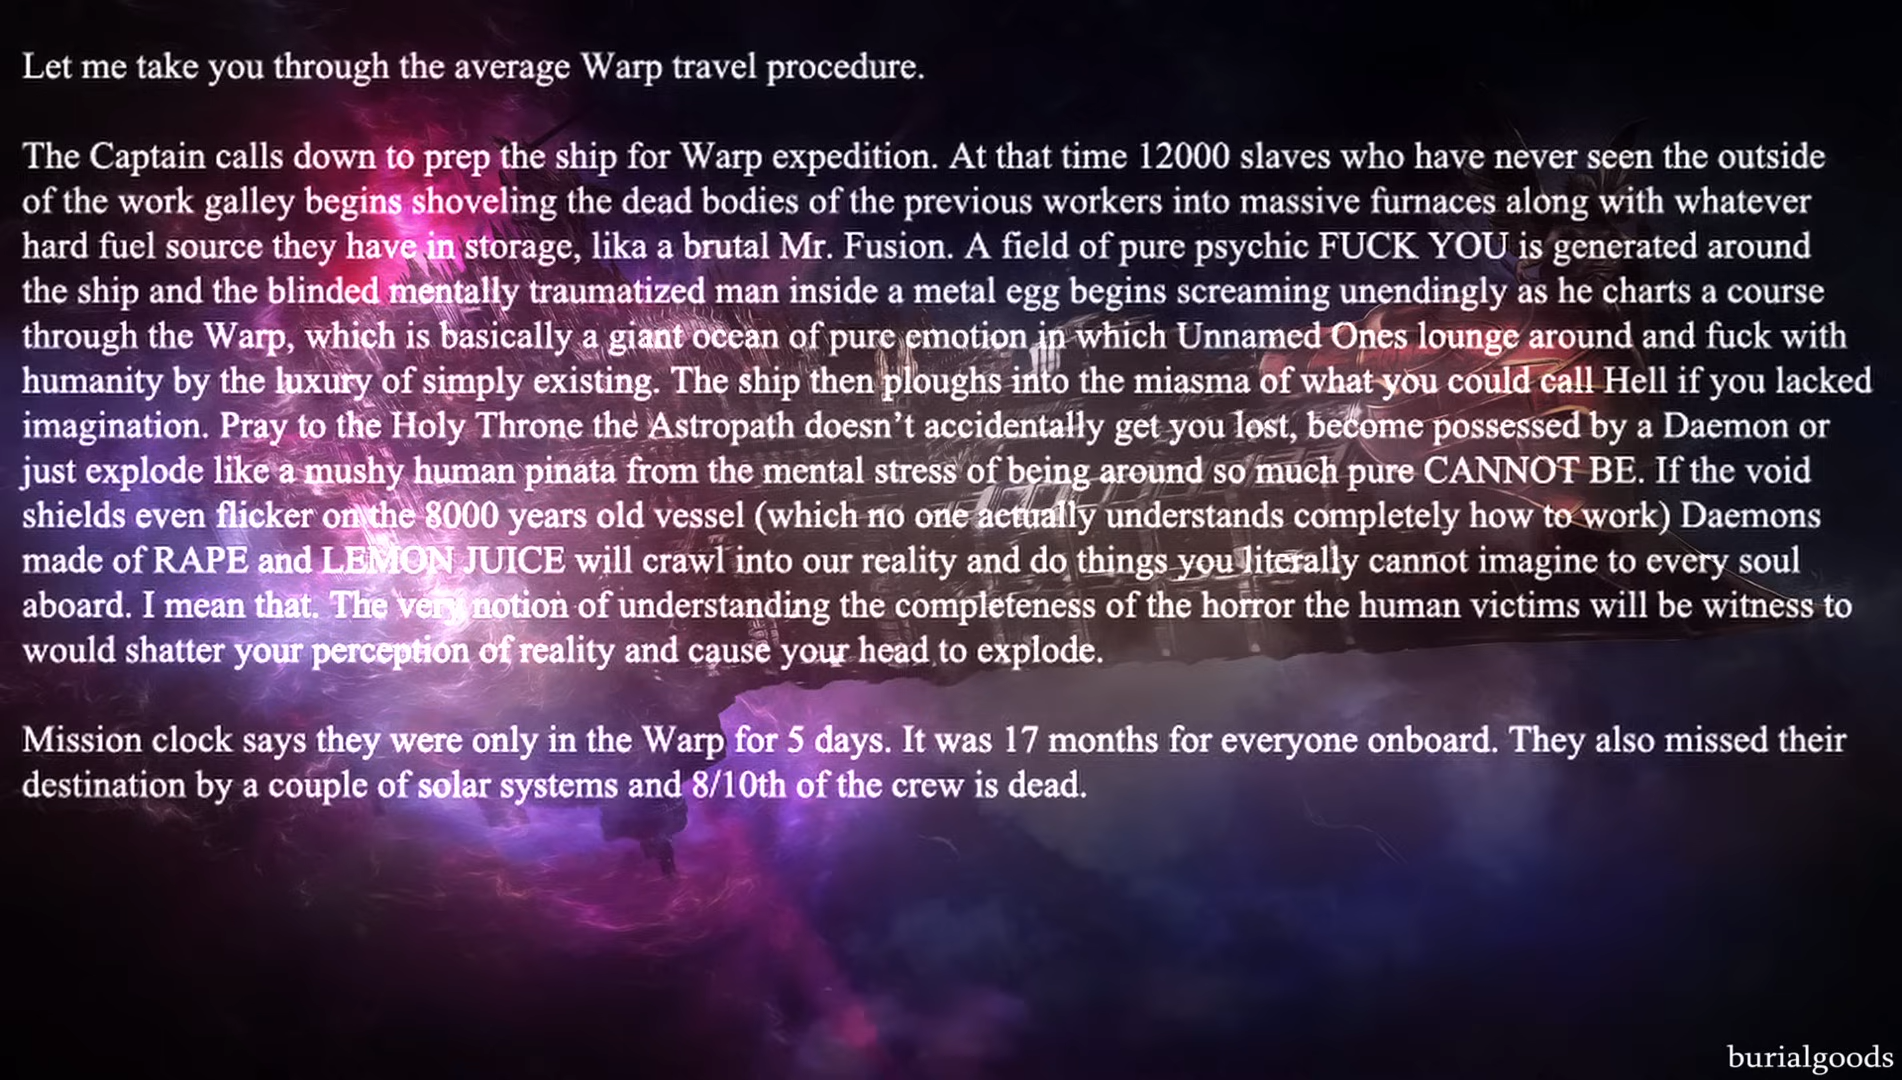 Let me take you through the average Warp travel procedure.
The Captain calls down to prep the ship for Warp expedition. At that time 12000 slaves who have never seen the outside
of the work galley begins shoveling the dead bodies of the previous workers into massive furnaces along with whatever
hard fuel source they have in storage, lika a brutal Mr. Fusion. A field of pure psychic FUCK YOU is generated around
the ship and the blinded mentally traumatized man inside a metal egg begins screaming unendingly as he charts a course
through the Warp, which is basically a giant ocean of pure emotion in which Unnamed Ones lounge around and fuck with
humanity by the luxury of simply existing. The ship then ploughs into the miasma of what you could call Hell if you lacked
imagination. Pray to the Holy Throne the Astropath doesn’t accidentally get you lost, become possessed by a Daemon or
just explode like a mushy human pinata from the mental stress of being around so much pure CANNOT BE. If the void
shields even flicker on the 8000 years old vessel (which no one actually understands completely how to work) Daemons
made of RAPE and LEMON JUICE will crawl into our reality and do things you literally cannot imagine to every soul
aboard. I mean that. The very notion of understanding the completeness of the horror the human victims will be witness to
would shatter your perception of reality and cause your head to explode.
Mission clock says they were only in the Warp for 5 days. It was 17 months for everyone onboard. They also missed their
destination by a couple of solar systems and 8/10th of the crew is dead.
burialgoods